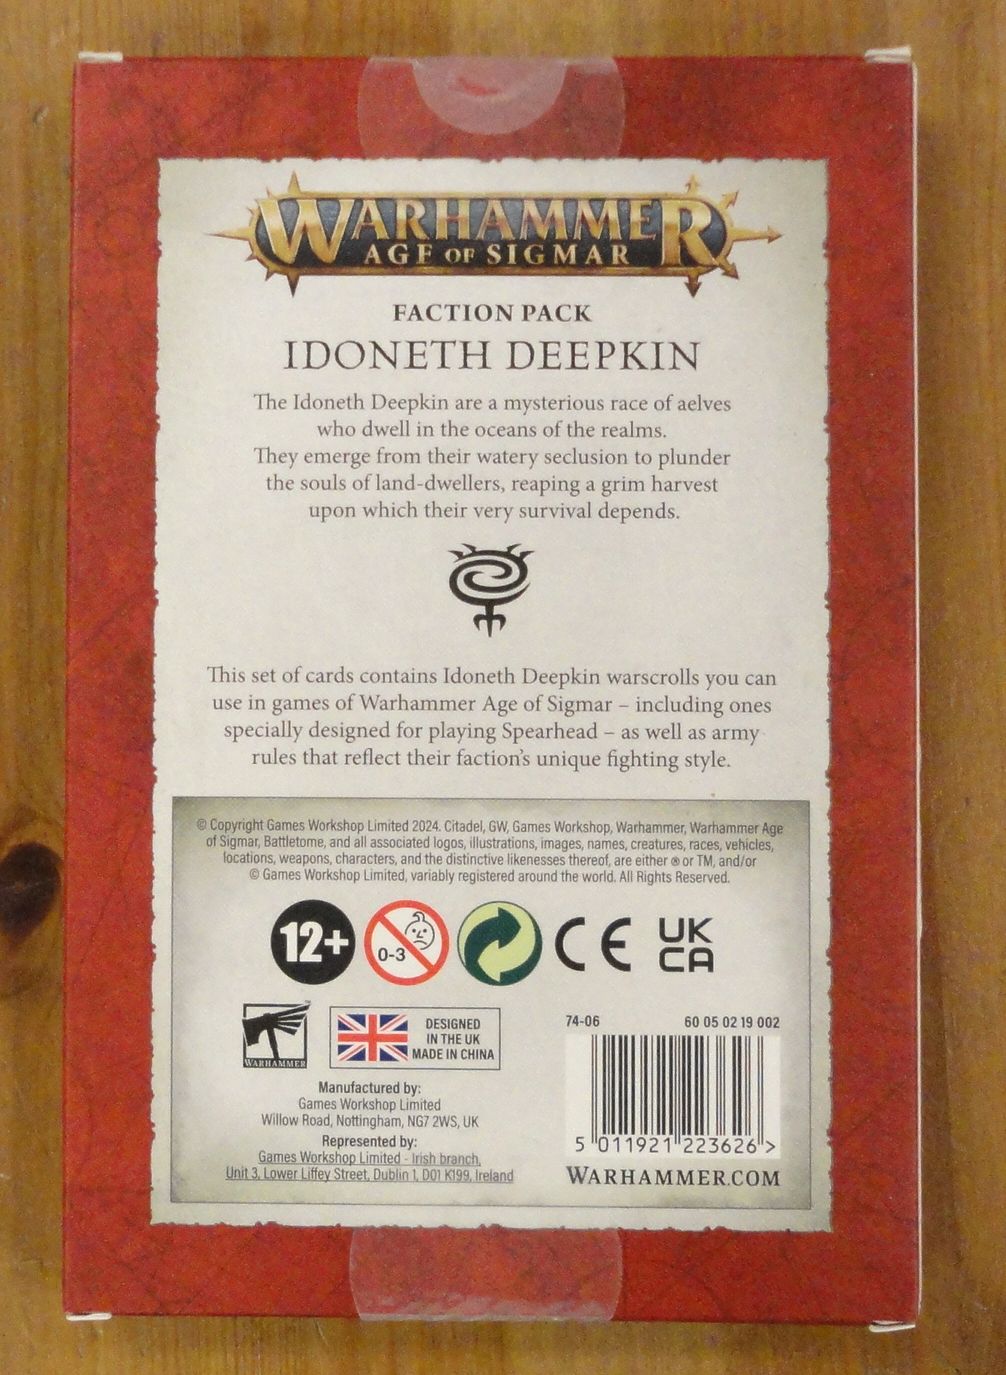 WARHAMMER
AGE OF SIGMAR
FACTION PACK
IDONETH DEEPKIN
The Idoneth Deepkin are a mysterious race of aelves
who dwell in the oceans of the realms.
They emerge from their watery seclusion to plunder
the souls of land-dwellers, reaping a grim harvest
upon which their very survival depends.
This set of cards contains Idoneth Deepkin warscrolls you can
use in games of Warhammer Age of Sigmar – including ones
specially designed for playing Spearhead – as well as army
rules that reflect their faction's unique fighting style.
© Copyright Games Workshop Limited 2024. Citadel, GW, Games Workshop, Warhammer, Warhammer Age
of Sigmar, Battletome, and all associated logos, illustrations, images, names, creatures, races, vehicles,
locations, weapons, characters, and the distinctive likenesses thereof, are either ® or TM, and/or
© Games Workshop Limited, variably registered around the world. All Rights Reserved.
12+
0-3
CE
UK
CA
WARHAMMER™
DESIGNED
IN THE UK
MADE IN CHINA
Manufactured by:
Games Workshop Limited
Willow Road, Nottingham, NG7 2WS, UK
Represented by:
Games Workshop Limited - Irish branch,
Unit 3, Lower Liffey Street, Dublin 1, D01 K199, Ireland
74-06 60 05 02 19 002
5 011921 223626 >
WARHAMMER.COM